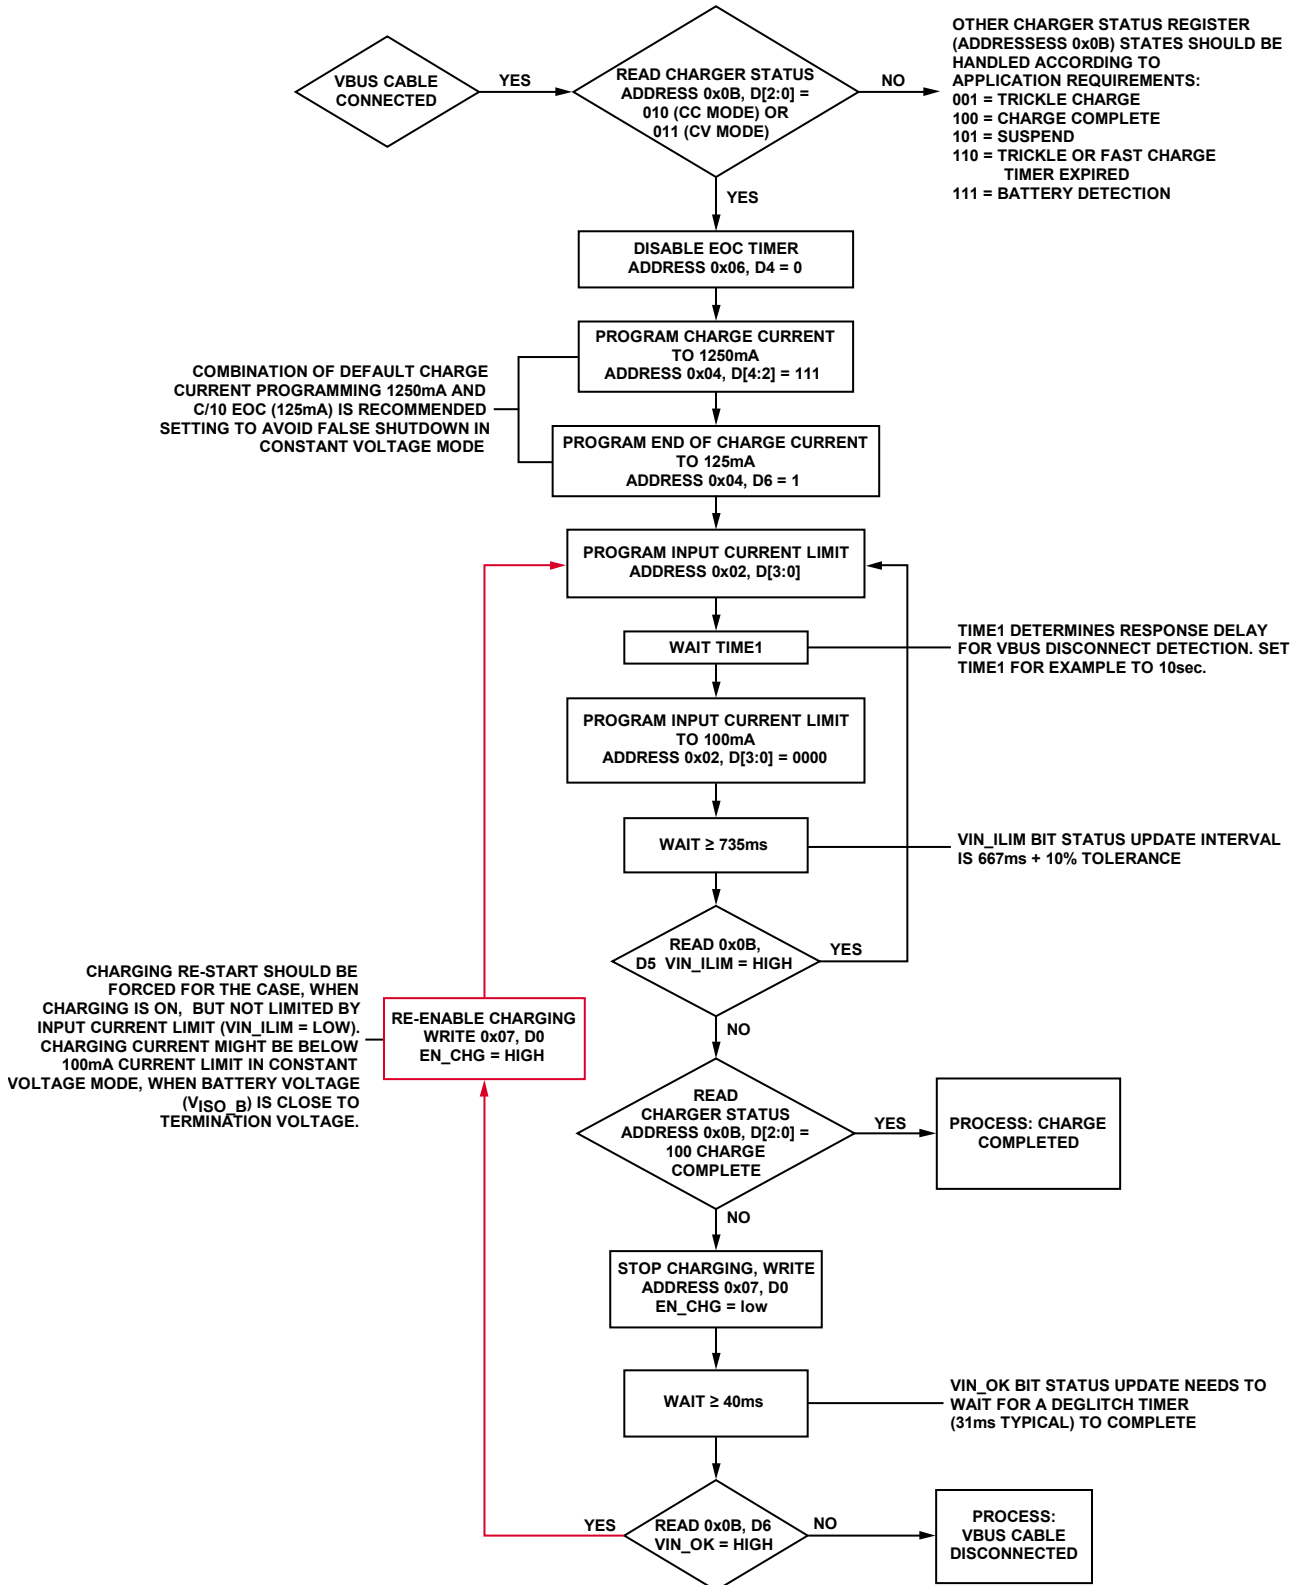 VBUS CABLE
CONNECTED
YES
READ CHARGER STATUS
ADDRESS 0x0B, D[2:0] =
010 (CC MODE) OR
011 (CV MODE)
NO
OTHER CHARGER STATUS REGISTER
(ADDRESSESS 0x0B) STATES SHOULD BE
HANDLED ACCORDING TO
APPLICATION REQUIREMENTS:
001 = TRICKLE CHARGE
100 = CHARGE COMPLETE
101 = SUSPEND
110 = TRICKLE OR FAST CHARGE
TIMER EXPIRED
111 = BATTERY DETECTION
YES
DISABLE EOC TIMER
ADDRESS 0x06, D4 = 0
PROGRAM CHARGE CURRENT
TO 1250mA
ADDRESS 0x04, D[4:2] = 111
COMBINATION OF DEFAULT CHARGE
CURRENT PROGRAMMING 1250mA AND
C/10 EOC (125mA) IS RECOMMENDED
SETTING TO AVOID FALSE SHUTDOWN IN
CONSTANT VOLTAGE MODE
PROGRAM END OF CHARGE CURRENT
TO 125mA
ADDRESS 0x04, D6 = 1
PROGRAM INPUT CURRENT LIMIT
ADDRESS 0x02, D[3:0]
WAIT TIME1
TIME1 DETERMINES RESPONSE DELAY
FOR VBUS DISCONNECT DETECTION. SET
TIME1 FOR EXAMPLE TO 10sec.
PROGRAM INPUT CURRENT LIMIT
TO 100mA
ADDRESS 0x02, D[3:0] = 0000
WAIT ≥ 735ms
VIN_ILIM BIT STATUS UPDATE INTERVAL
IS 667ms + 10% TOLERANCE
READ 0x0B,
D5 VIN_ILIM = HIGH
YES
NO
CHARGING RE-START SHOULD BE
FORCED FOR THE CASE, WHEN
CHARGING IS ON, BUT NOT LIMITED BY
INPUT CURRENT LIMIT (VIN_ILIM = LOW).
CHARGING CURRENT MIGHT BE BELOW
100mA CURRENT LIMIT IN CONSTANT
VOLTAGE MODE, WHEN BATTERY VOLTAGE
(VISO_B) IS CLOSE TO
TERMINATION VOLTAGE.
RE-ENABLE CHARGING
WRITE 0x07, D0
EN_CHG = HIGH
READ
CHARGER STATUS
ADDRESS 0x0B, D[2:0] =
100 CHARGE
COMPLETE
YES
PROCESS: CHARGE
COMPLETED
NO
STOP CHARGING, WRITE
ADDRESS 0x07, D0
EN_CHG = low
WAIT ≥ 40ms
VIN_OK BIT STATUS UPDATE NEEDS TO
WAIT FOR A DEGLITCH TIMER
(31ms TYPICAL) TO COMPLETE
YES
READ 0x0B, D6
VIN_OK = HIGH
NO
PROCESS:
VBUS CABLE
DISCONNECTED